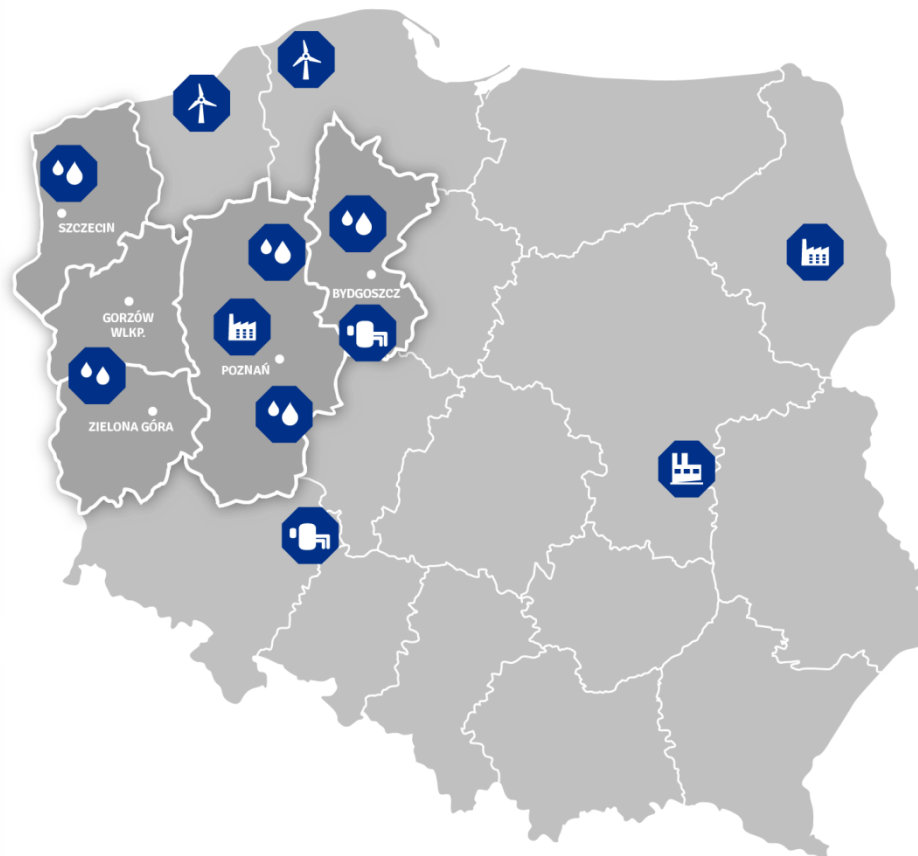 SZCZECIN
BYDGOSZCZ
GORZÓW
WLKP.
POZNAŃ
ZIELONA GÓRA